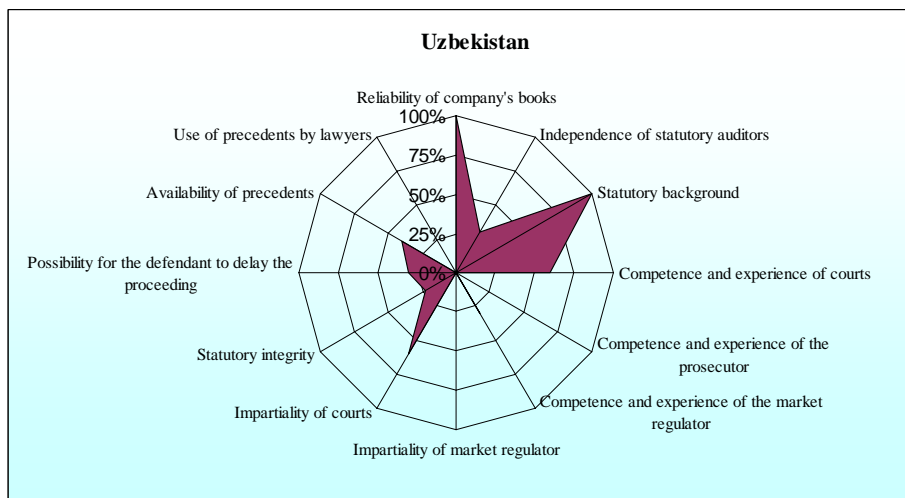 Uzbekistan
Reliability of company's books
100%
Use of precedents by lawyers
Independence of statutory auditors
75%
Availability of precedents
50%
Statutory background
25%
Possibility for the defendant to delay the
proceeding
0%
Competence and experience of courts
Statutory integrity
Competence and experience of the
prosecutor
Impartiality of courts
Competence and experience of the market
regulator
Impartiality of market regulator